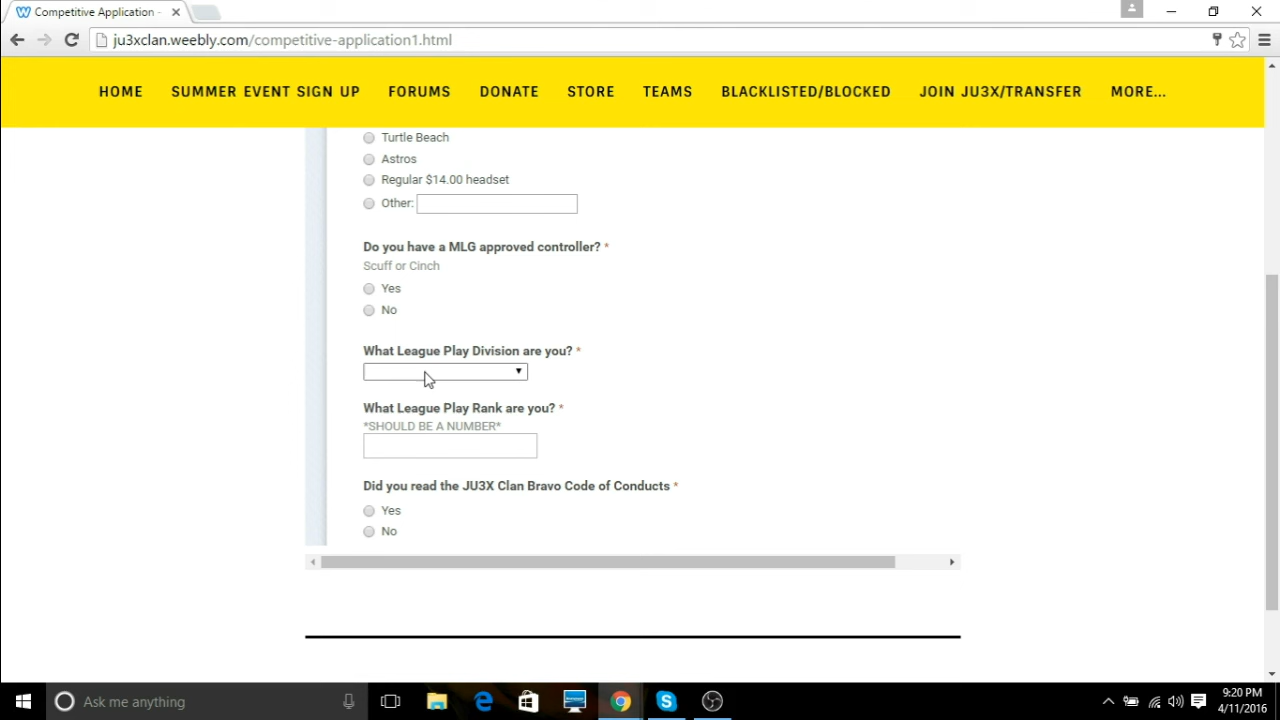 Competitive Application -
ju3xclan.weebly.com/competitive-application1.html
HOME SUMMER EVENT SIGN UP FORUMS DONATE STORE TEAMS BLACKLISTED/BLOCKED JOIN JU3X/TRANSFER MORE...
Turtle Beach
Astros
Regular $14.00 headset
Other:
Do you have a MLG approved controller? *
Scuff or Cinch
Yes
No
What League Play Division are you? *
What League Play Rank are you? *
*SHOULD BE A NUMBER*
Did you read the JU3X Clan Bravo Code of Conducts *
Yes
No
Ask me anything
9:20 PM
4/11/2016